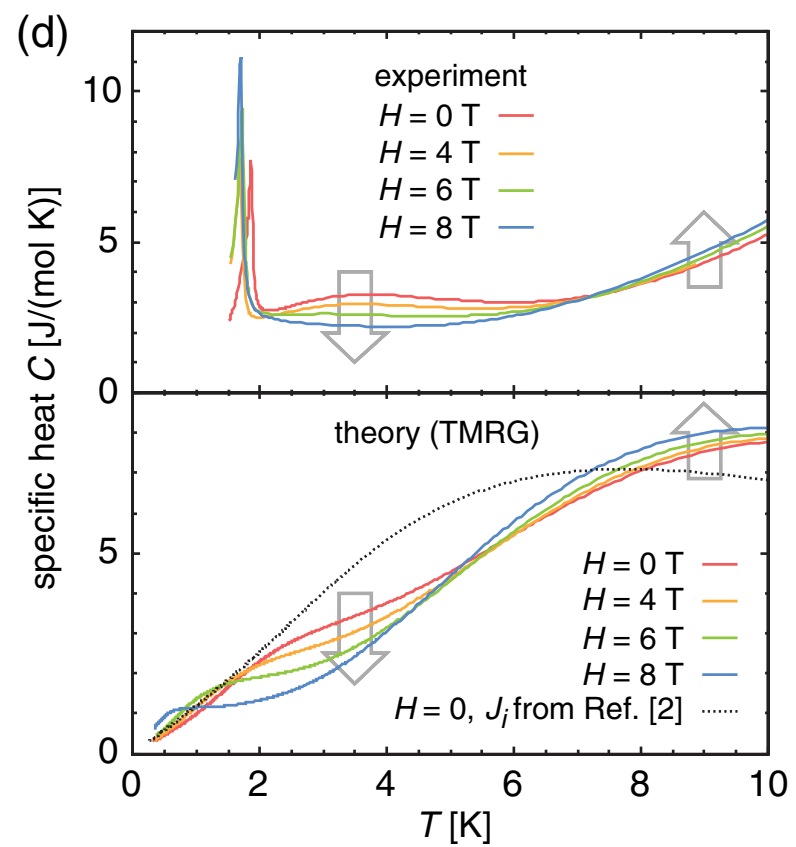 (d)
specific heat C [J/(mol K)]
10
5
0
experiment
H = 0 T
H = 4 T
H = 6 T
H = 8 T
theory (TMRG)
5
0
H = 0 T
H = 4 T
H = 6 T
H = 8 T
H = 0, Ji from Ref. [2]
0 2 4 6 8 10
T [K]